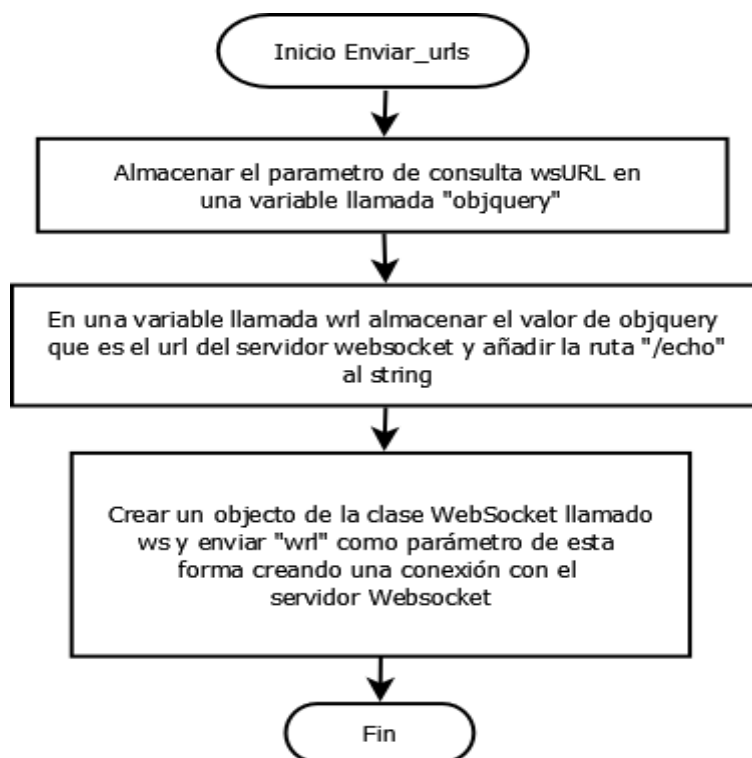 Inicio Enviar_urls
Almacenar el parametro de consulta wsURL en
una variable llamada "objquery"
En una variable llamada wrl almacenar el valor de objquery
que es el url del servidor websocket y añadir la ruta "/echo"
al string
Crear un objecto de la clase WebSocket llamado
ws y enviar "wrl" como parámetro de esta
forma creando una conexión con el
servidor Websocket
Fin